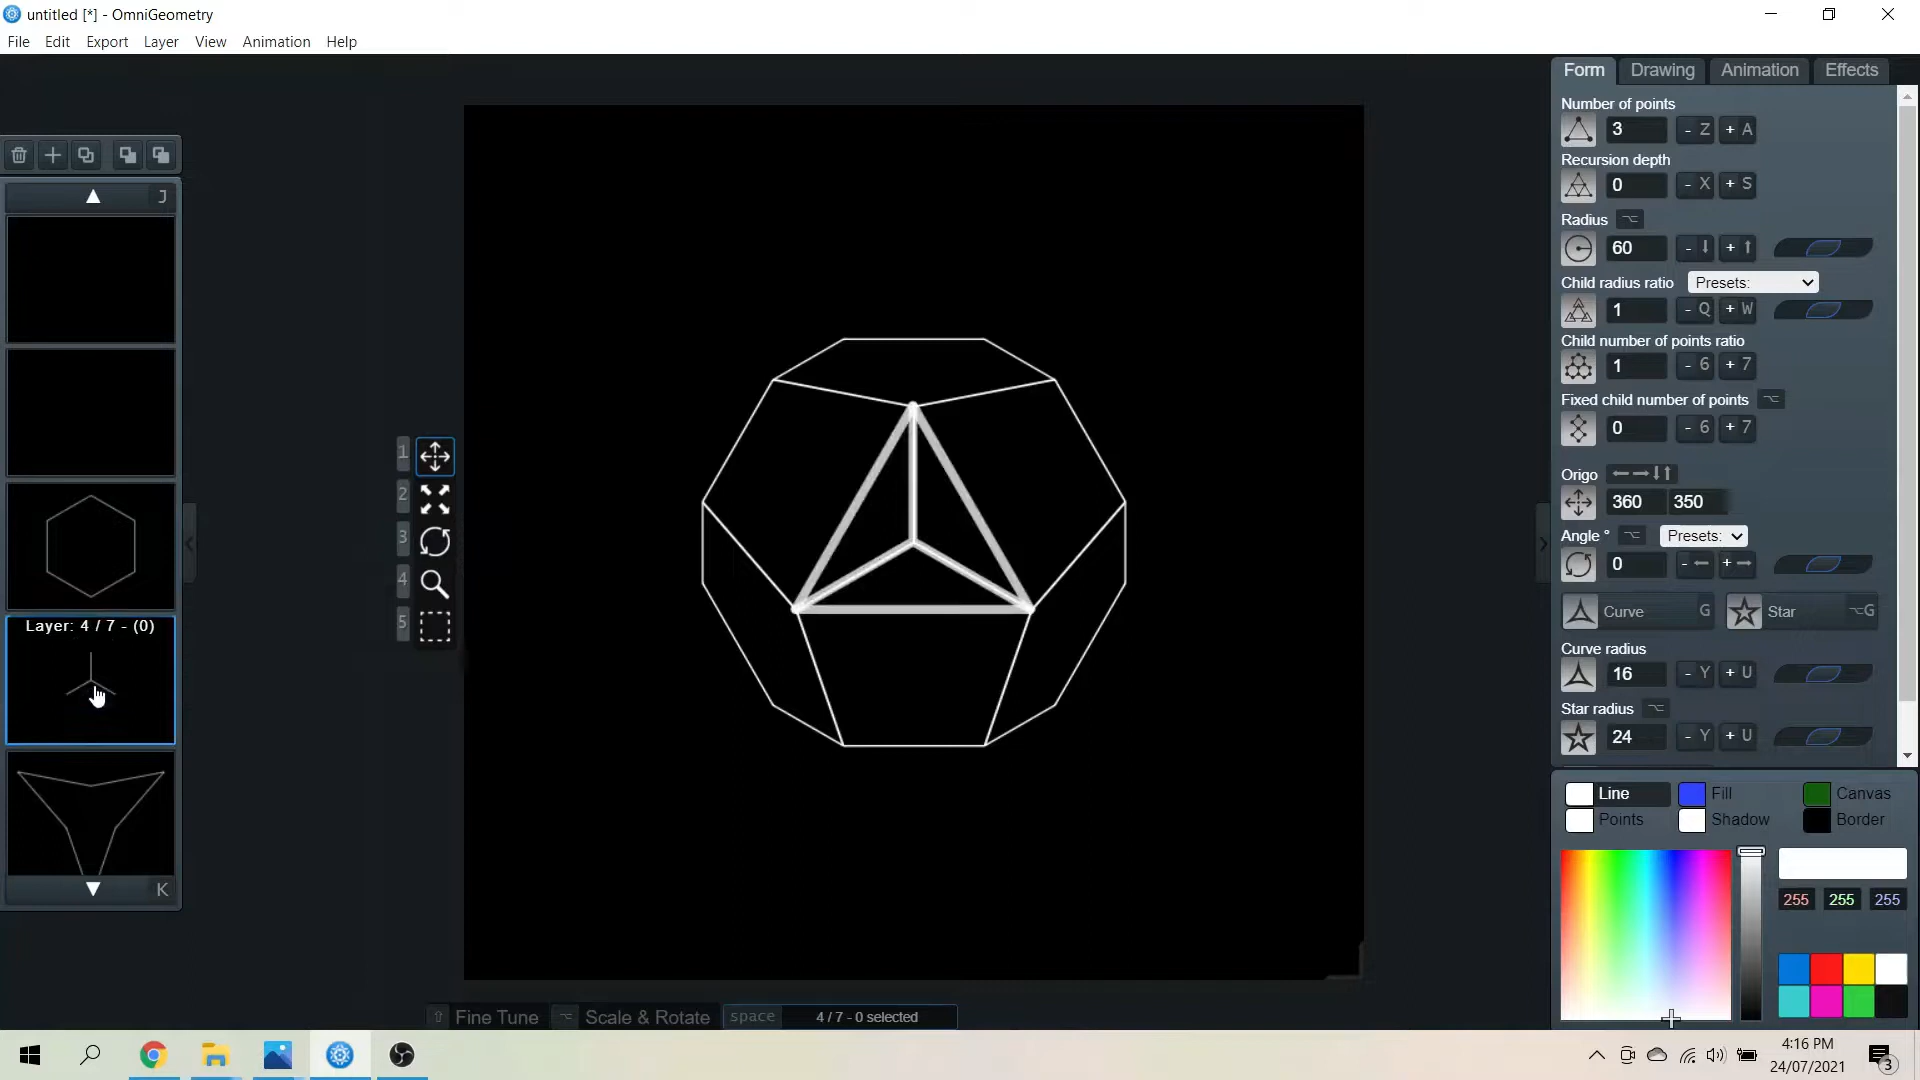 untitled [*] - OmniGeometry
File Edit Export Layer View Animation Help
Form Drawing Animation Effects
Number of points
3 - Z + A
Recursion depth
0 - X + S
Radius ⌥
60 - ↓ + ↑
Child radius ratio Presets:
1 - Q + W
Child number of points ratio
1 - 6 + 7
Fixed child number of points ⌥
0 - 6 + 7
Origo ←→↓↑
360 350
Angle ° ⌥ Presets:
0 - ← + →
Curve G Star ⌥G
Curve radius
16 - Y + U
Star radius ⌥
24 - Y + U
Line Fill Canvas
Points Shadow Border
255 255 255
J
Layer: 4 / 7 - (0)
K
1
2
3
4
5
⇧ Fine Tune ⌥ Scale & Rotate space 4 / 7 - 0 selected
4:16 PM
24/07/2021
3